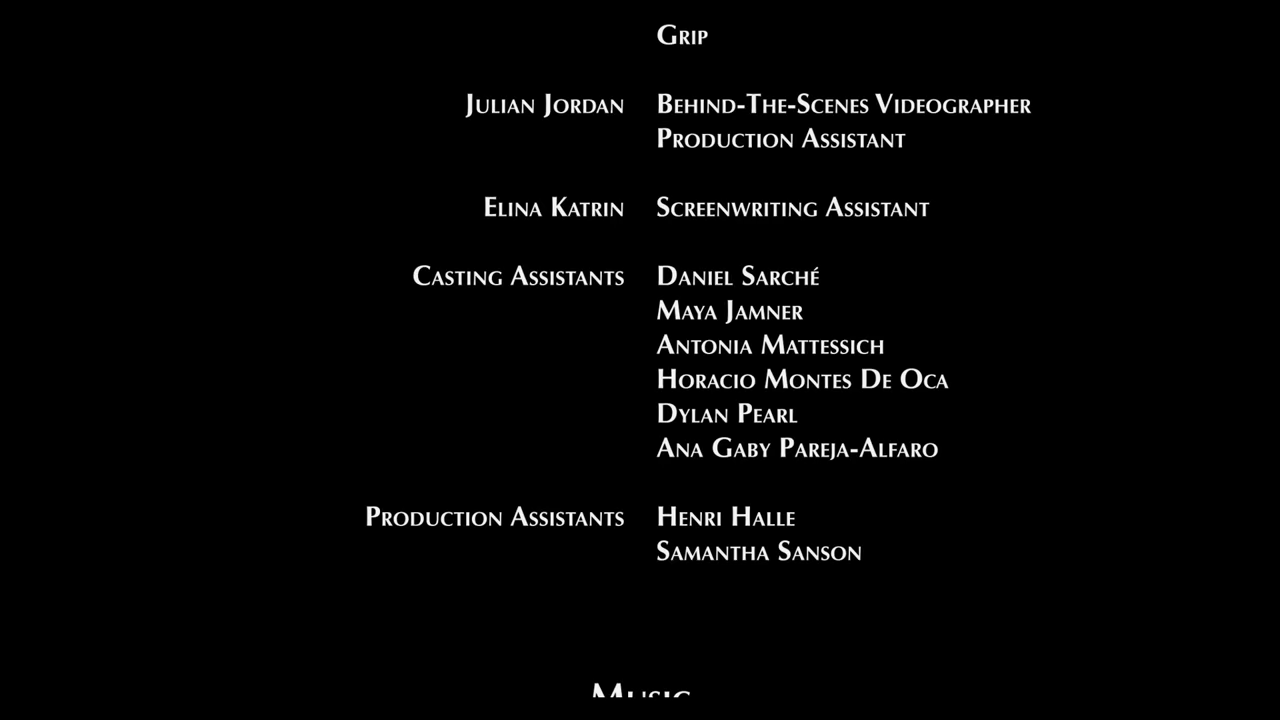 Grip
Julian Jordan Behind-The-Scenes Videographer
Production Assistant
Elina Katrin Screenwriting Assistant
Casting Assistants Daniel Sarché
Maya Jamner
Antonia Mattessich
Horacio Montes De Oca
Dylan Pearl
Ana Gaby Pareja-Alfaro
Production Assistants Henri Halle
Samantha Sanson
Music